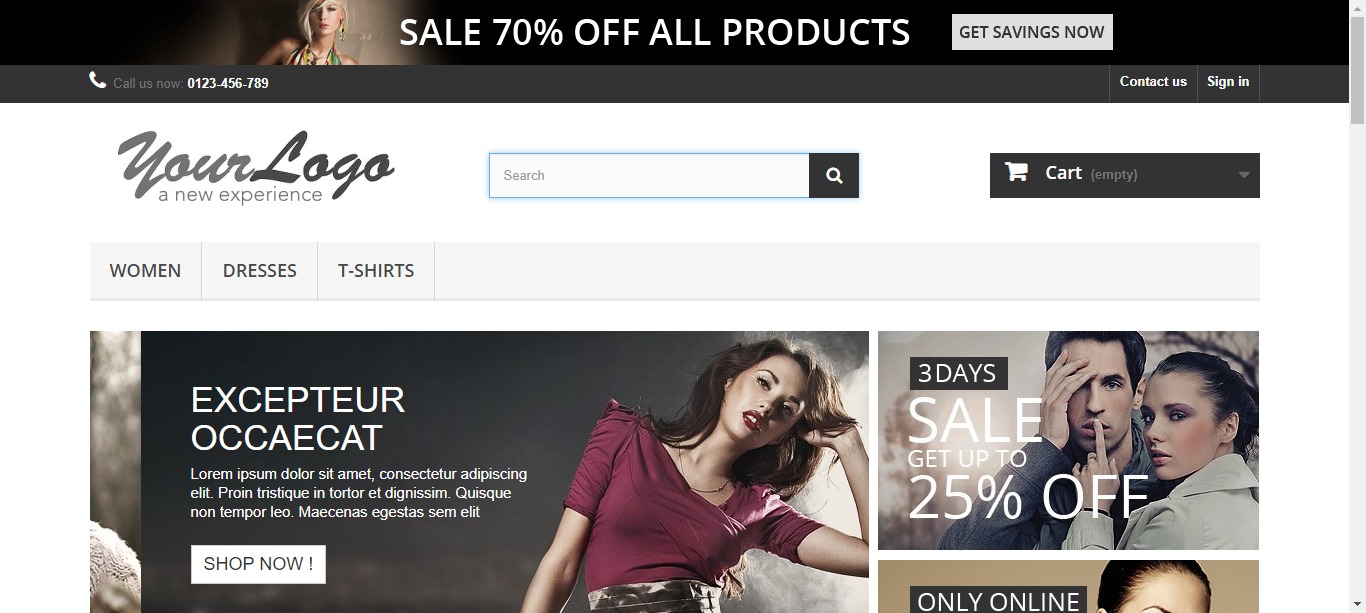 SALE 70% OFF ALL PRODUCTS
GET SAVINGS NOW
Call us now: 0123-456-789
Contact us
Sign in
YourLogo
a new experience
Search
Cart (empty)
WOMEN
DRESSES
T-SHIRTS
EXCEPTEUR
OCCAECAT
Lorem ipsum dolor sit amet, consectetur adipiscing
elit. Proin tristique in tortor et dignissim. Quisque
non tempor leo. Maecenas egestas sem elit
SHOP NOW !
3 DAYS
SALE
GET UP TO
25% OFF
ONLY ONLINE